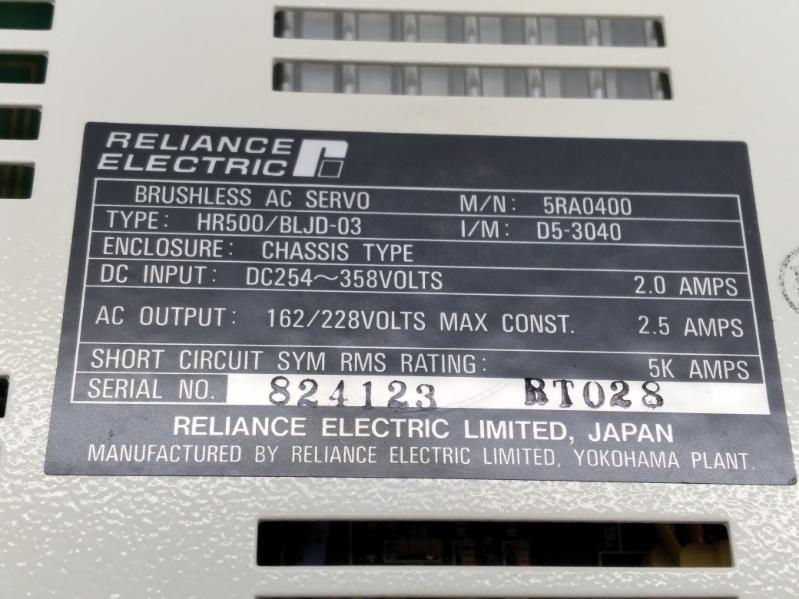 RELIANCE
ELECTRIC
BRUSHLESS AC SERVO M/N: 5RA0400
TYPE: HR500/BLJD-03 I/M: D5-3040
ENCLOSURE: CHASSIS TYPE
DC INPUT: DC254～358VOLTS 2.0 AMPS
AC OUTPUT: 162/228VOLTS MAX CONST. 2.5 AMPS
SHORT CIRCUIT SYM RMS RATING: 5K AMPS
SERIAL NO. 824123 RT028
RELIANCE ELECTRIC LIMITED, JAPAN
MANUFACTURED BY RELIANCE ELECTRIC LIMITED, YOKOHAMA PLANT.